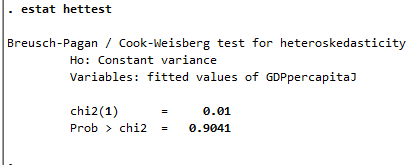 . estat hettest
Breusch-Pagan / Cook-Weisberg test for heteroskedasticity
Ho: Constant variance
Variables: fitted values of GDPpercapitaJ
chi2(1) = 0.01
Prob > chi2 = 0.9041